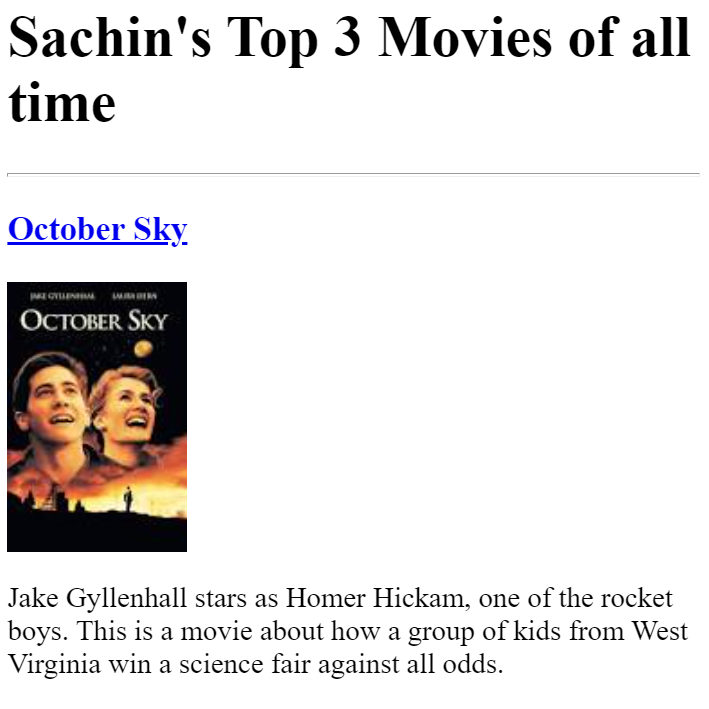 Sachin's Top 3 Movies of all
time
October Sky
JAKE GYLLENHAAL LAURA DERN
OCTOBER SKY
Jake Gyllenhall stars as Homer Hickam, one of the rocket
boys. This is a movie about how a group of kids from West
Virginia win a science fair against all odds.